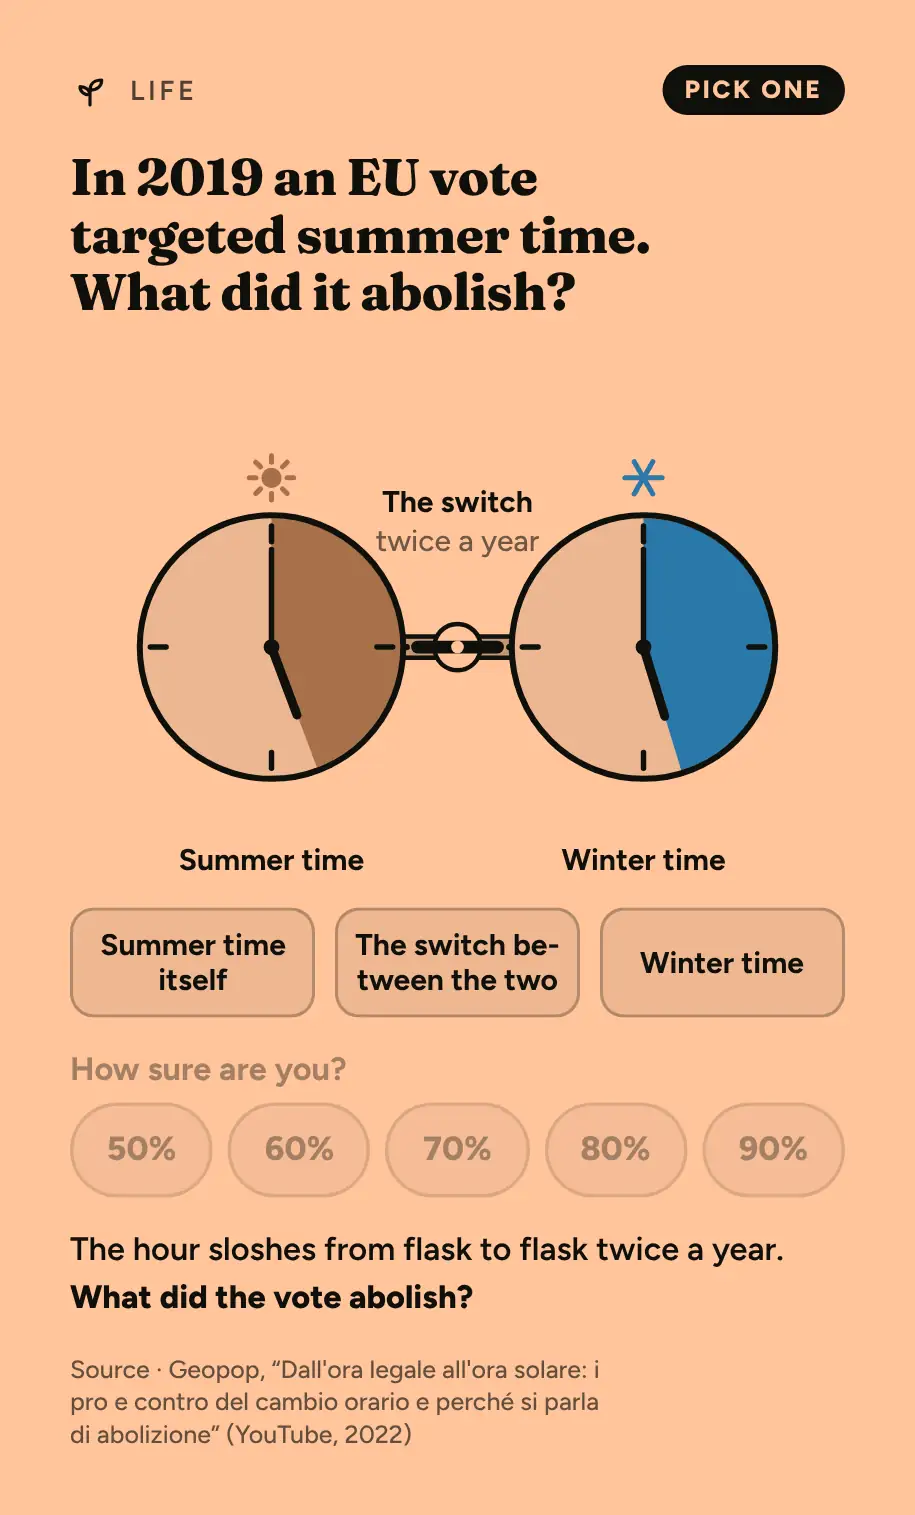 LIFE
PICK ONE
In 2019 an EU vote
targeted summer time.
What did it abolish?
The switch
twice a year
Summer time
Winter time
Summer time
itself
The switch be-
tween the two
Winter time
How sure are you?
50%
60%
70%
80%
90%
The hour sloshes from flask to flask twice a year.
What did the vote abolish?
Source · Geopop, “Dall'ora legale all'ora solare: i
pro e contro del cambio orario e perché si parla
di abolizione” (YouTube, 2022)